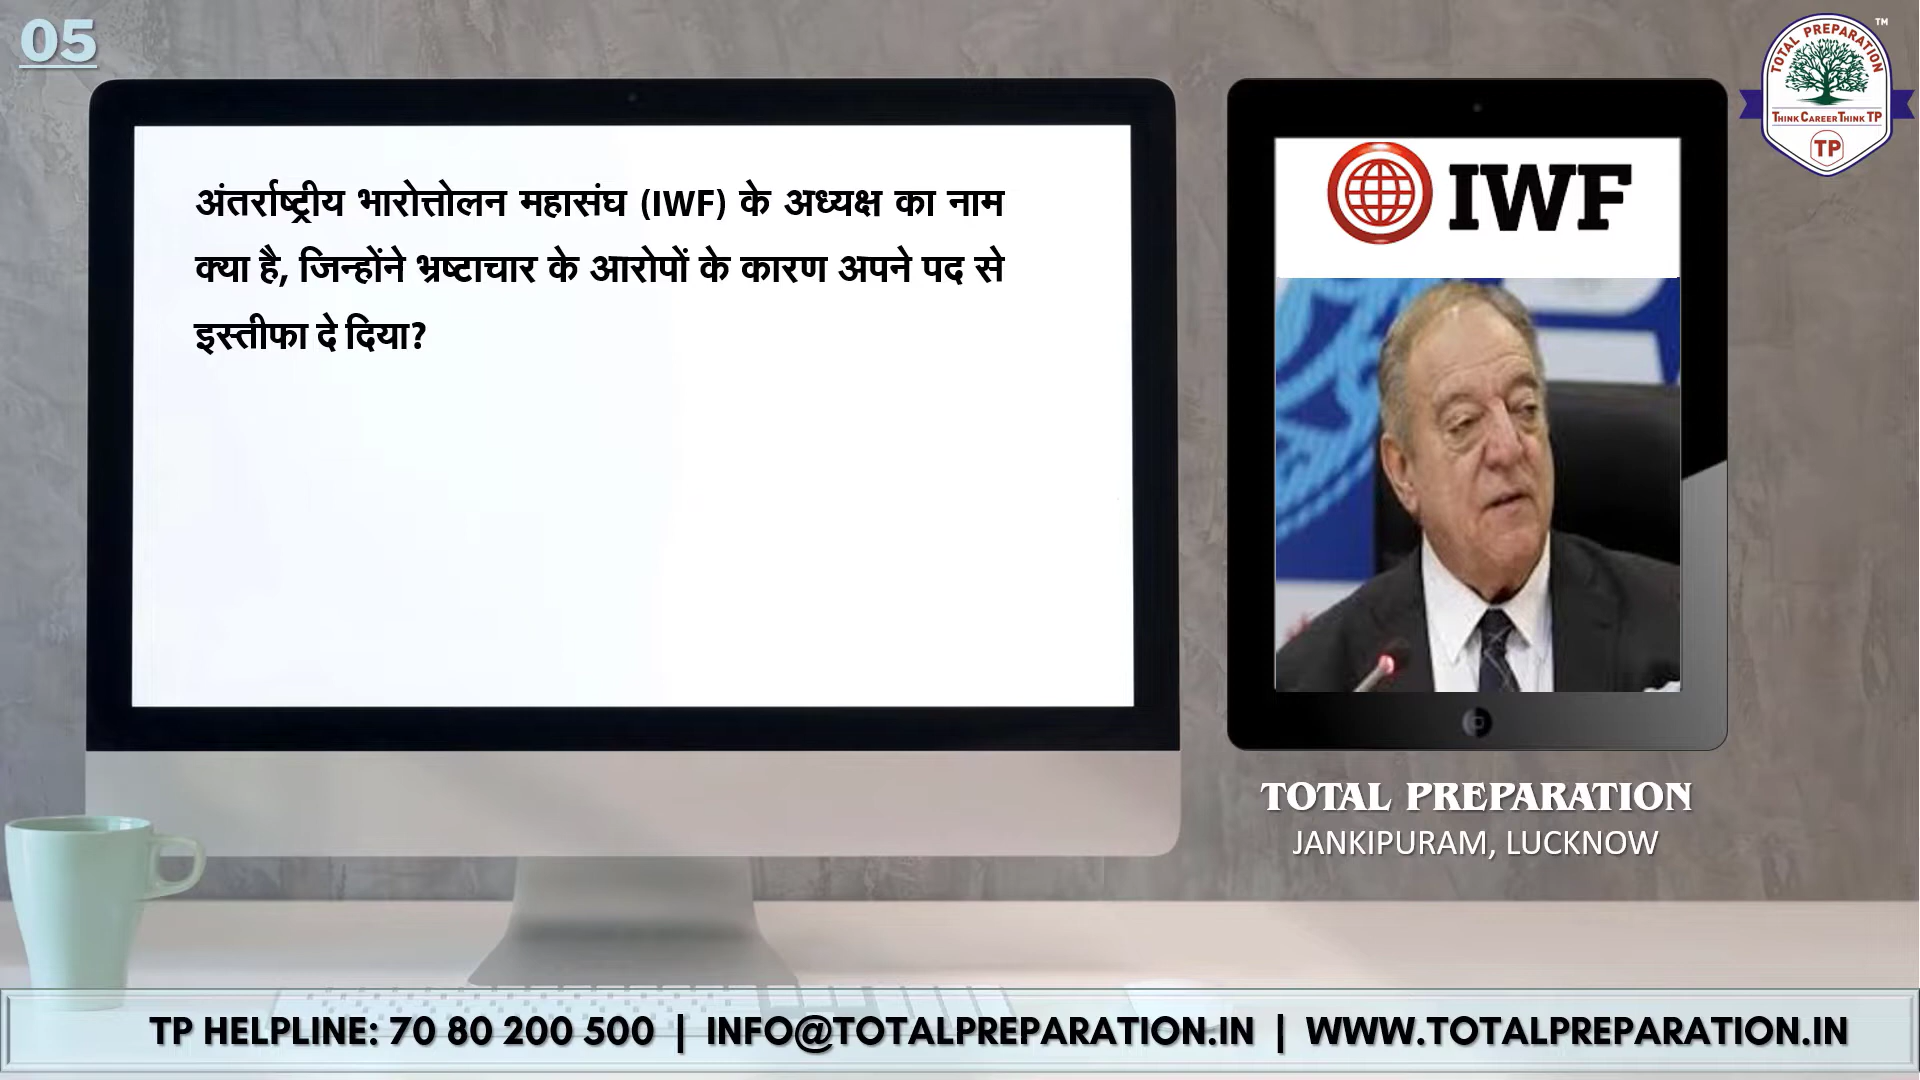 05
अंतर्राष्ट्रीय भारोत्तोलन महासंघ (IWF) के अध्यक्ष का नाम
क्या है, जिन्होंने भ्रष्टाचार के आरोपों के कारण अपने पद से
इस्तीफा दे दिया?
IWF
TOTAL PREPARATION
THINK CAREER THINK TP
TP
TM
TOTAL PREPARATION
JANKIPURAM, LUCKNOW
TP HELPLINE: 70 80 200 500 | INFO@TOTALPREPARATION.IN | WWW.TOTALPREPARATION.IN